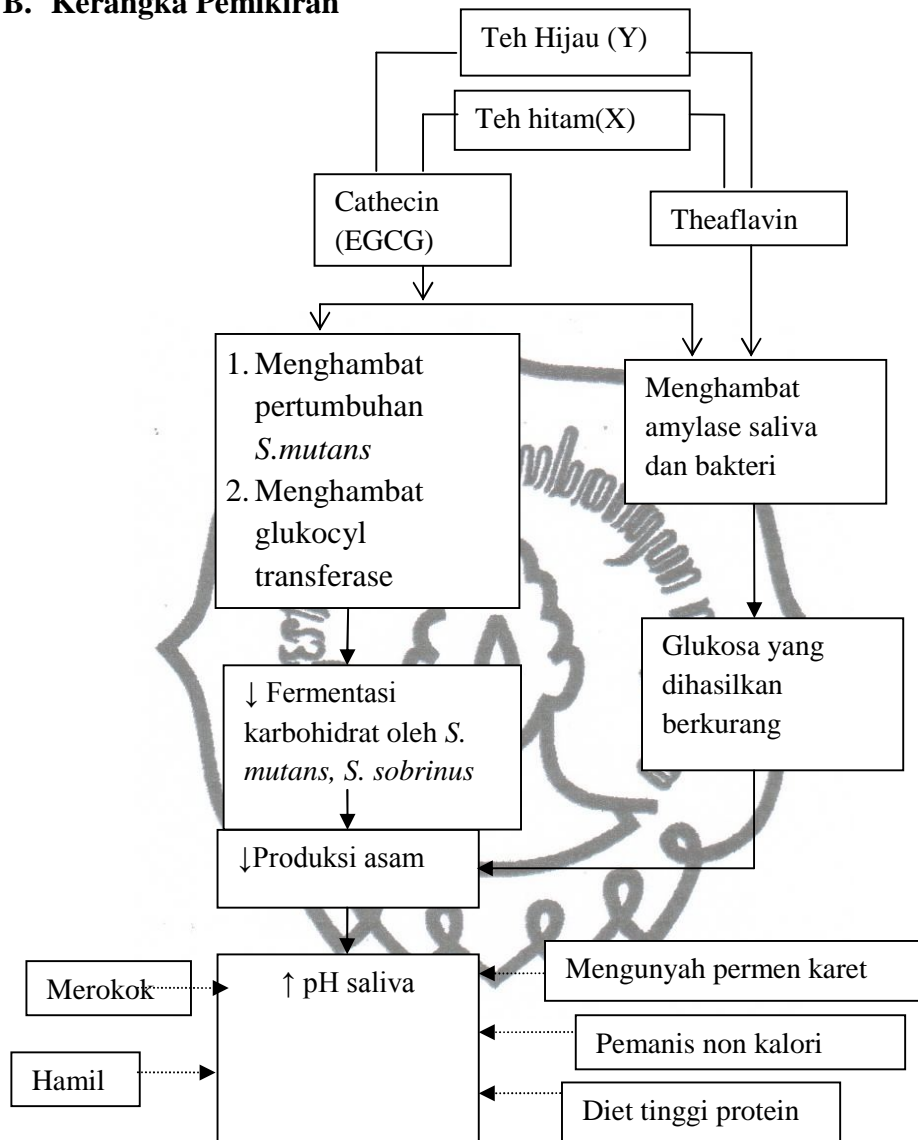 B. Kerangka Pemikiran
Teh Hijau (Y)
Teh hitam(X)
Cathecin
(EGCG)
Theaflavin
1. Menghambat
pertumbuhan
S.mutans
2. Menghambat
glukocyl
transferase
Menghambat
amylase saliva
dan bakteri
↓ Fermentasi
karbohidrat oleh S.
mutans, S. sobrinus
Glukosa yang
dihasilkan
berkurang
↓Produksi asam
↑ pH saliva
Merokok
Hamil
Mengunyah permen karet
Pemanis non kalori
Diet tinggi protein